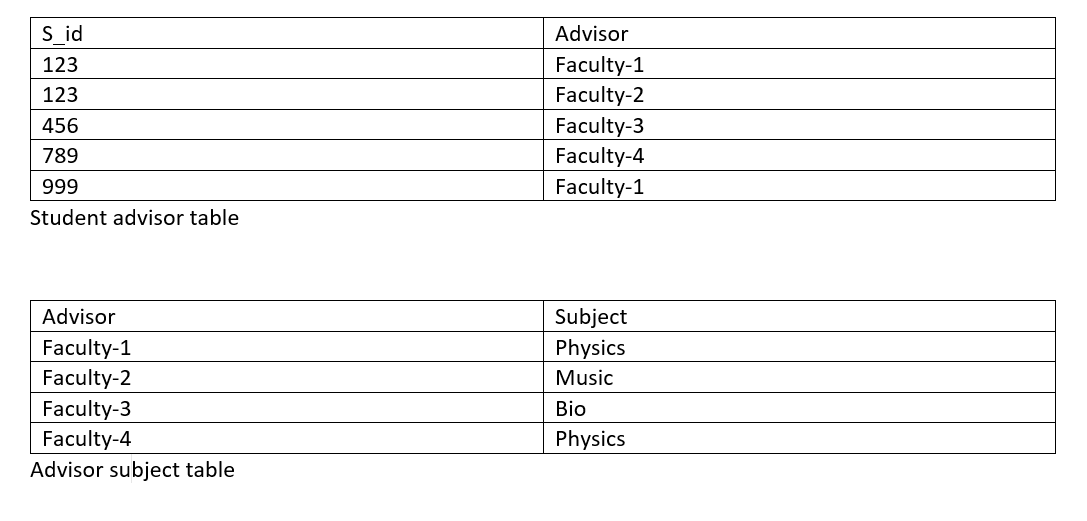 S_id Advisor
123 Faculty-1
123 Faculty-2
456 Faculty-3
789 Faculty-4
999 Faculty-1
Student advisor table
Advisor Subject
Faculty-1 Physics
Faculty-2 Music
Faculty-3 Bio
Faculty-4 Physics
Advisor subject table